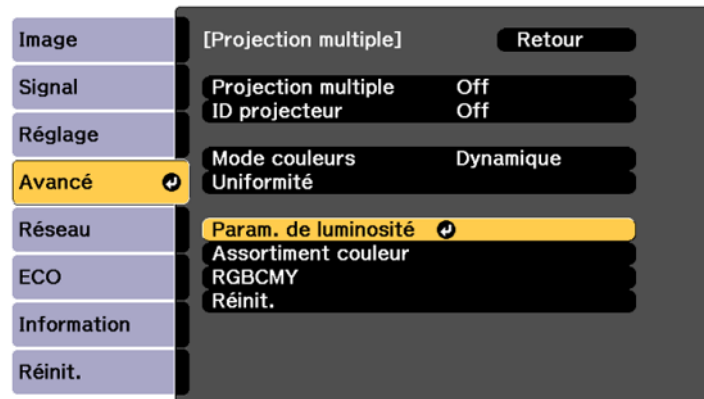 Image
Signal
Réglage
Avancé
Réseau
ECO
Information
Réinit.
[Projection multiple] Retour
Projection multiple Off
ID projecteur Off
Mode couleurs Dynamique
Uniformité
Param. de luminosité
Assortiment couleur
RGBCMY
Réinit.